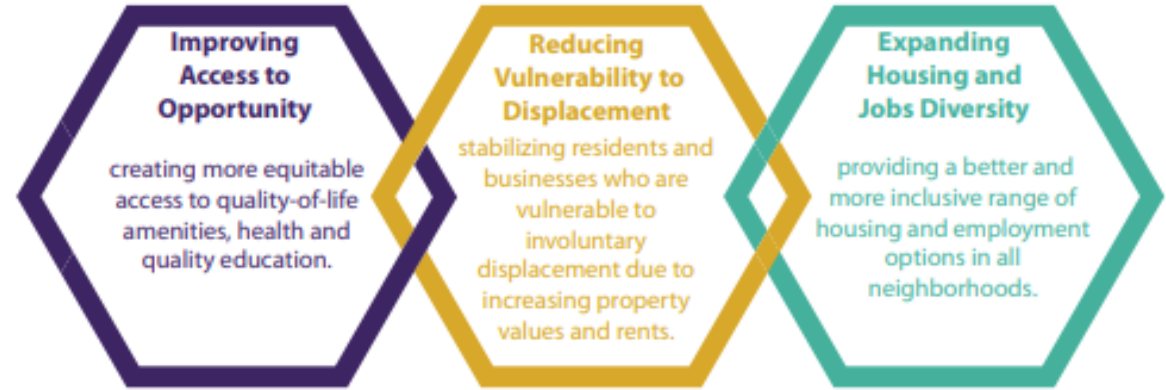 Improving
Access to
Opportunity
creating more equitable
access to quality-of-life
amenities, health and
quality education.
Reducing
Vulnerability to
Displacement
stabilizing residents and
businesses who are
vulnerable to
involuntary
displacement due to
increasing property
values and rents.
Expanding
Housing and
Jobs Diversity
providing a better and
more inclusive range of
housing and employment
options in all
neighborhoods.